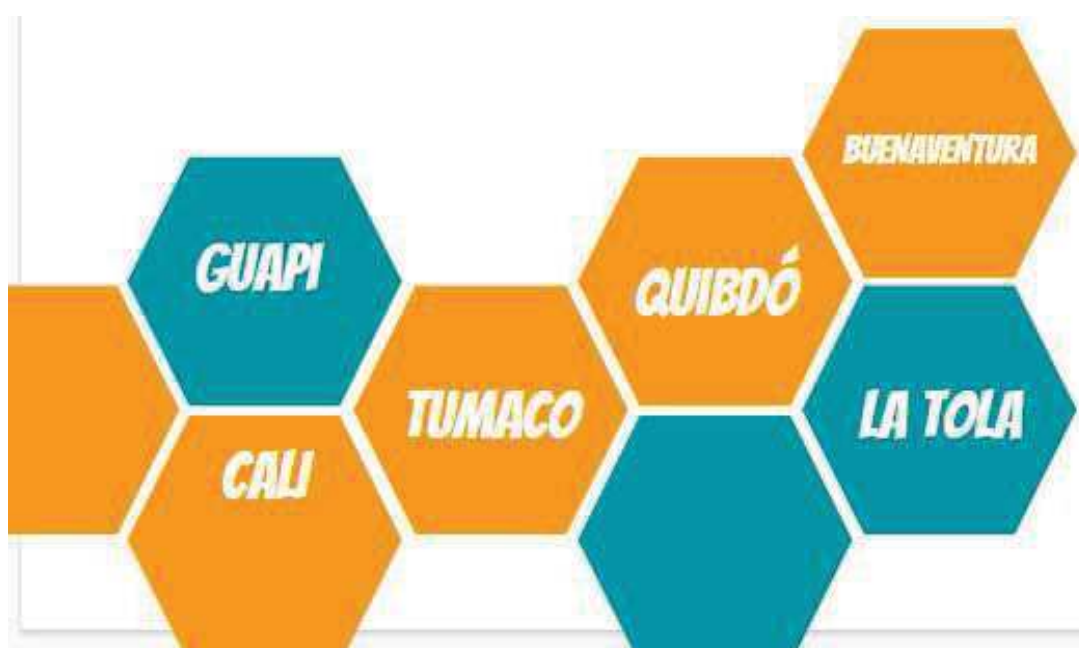 BUENAVENTURA
GUAPI
QUIBDÓ
TUMACO
LA TOLA
CALI